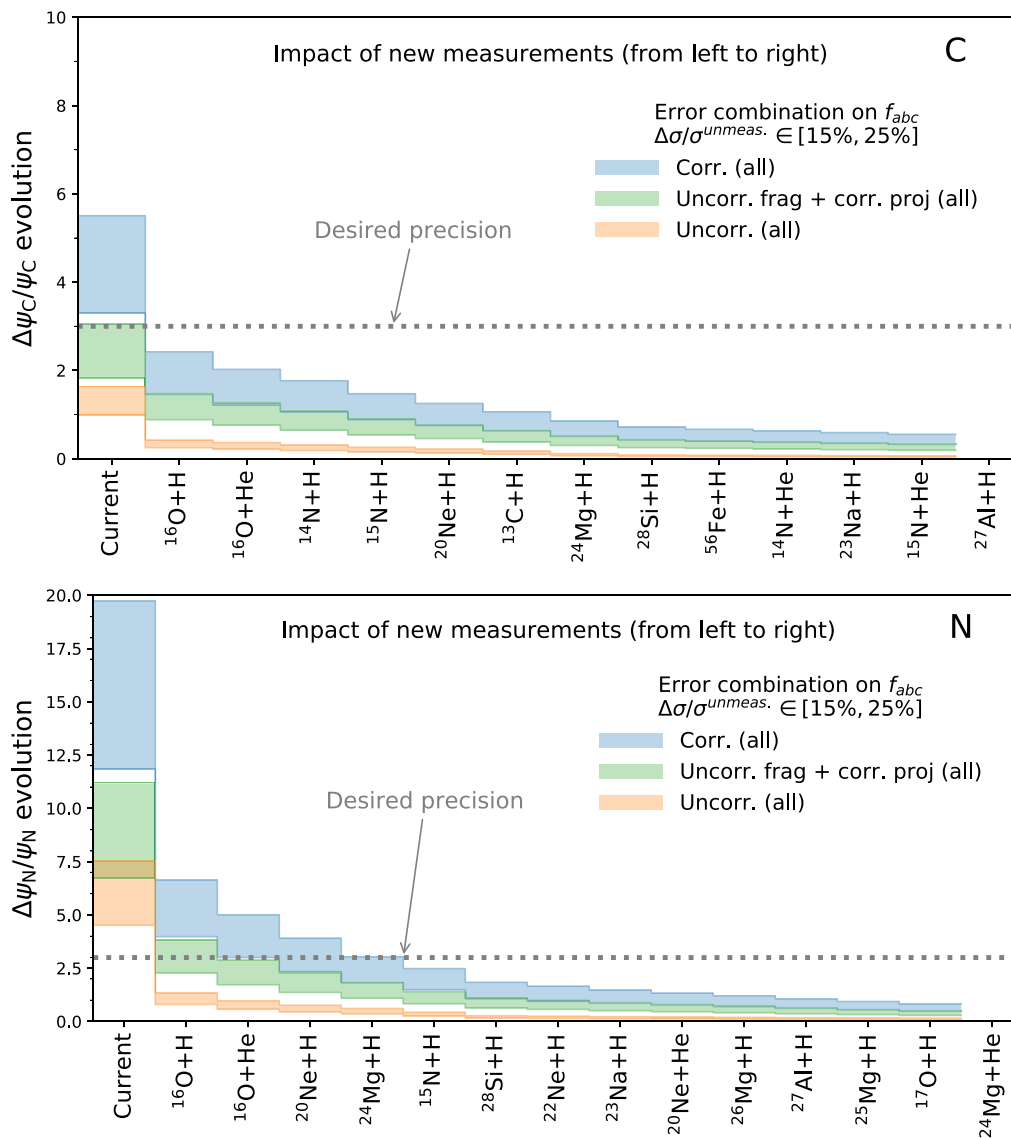 10
8
6
4
2
0
Δψ_C/ψ_C evolution
Impact of new measurements (from left to right)
C
Error combination on f_abc
Δσ/σ^unmeas. ∈ [15%, 25%]
Corr. (all)
Uncorr. frag + corr. proj (all)
Uncorr. (all)
Desired precision
Current
¹⁶O+H
¹⁶O+He
¹⁴N+H
¹⁵N+H
²⁰Ne+H
¹³C+H
²⁴Mg+H
²⁸Si+H
⁵⁶Fe+H
¹⁴N+He
²³Na+H
¹⁵N+He
²⁷Al+H
20.0
17.5
15.0
12.5
10.0
7.5
5.0
2.5
0.0
Δψ_N/ψ_N evolution
Impact of new measurements (from left to right)
N
Error combination on f_abc
Δσ/σ^unmeas. ∈ [15%, 25%]
Corr. (all)
Uncorr. frag + corr. proj (all)
Uncorr. (all)
Desired precision
Current
¹⁶O+H
¹⁶O+He
²⁰Ne+H
²⁴Mg+H
¹⁵N+H
²⁸Si+H
²²Ne+H
²³Na+H
²⁰Ne+He
²⁶Mg+H
²⁷Al+H
²⁵Mg+H
¹⁷O+H
²⁴Mg+He